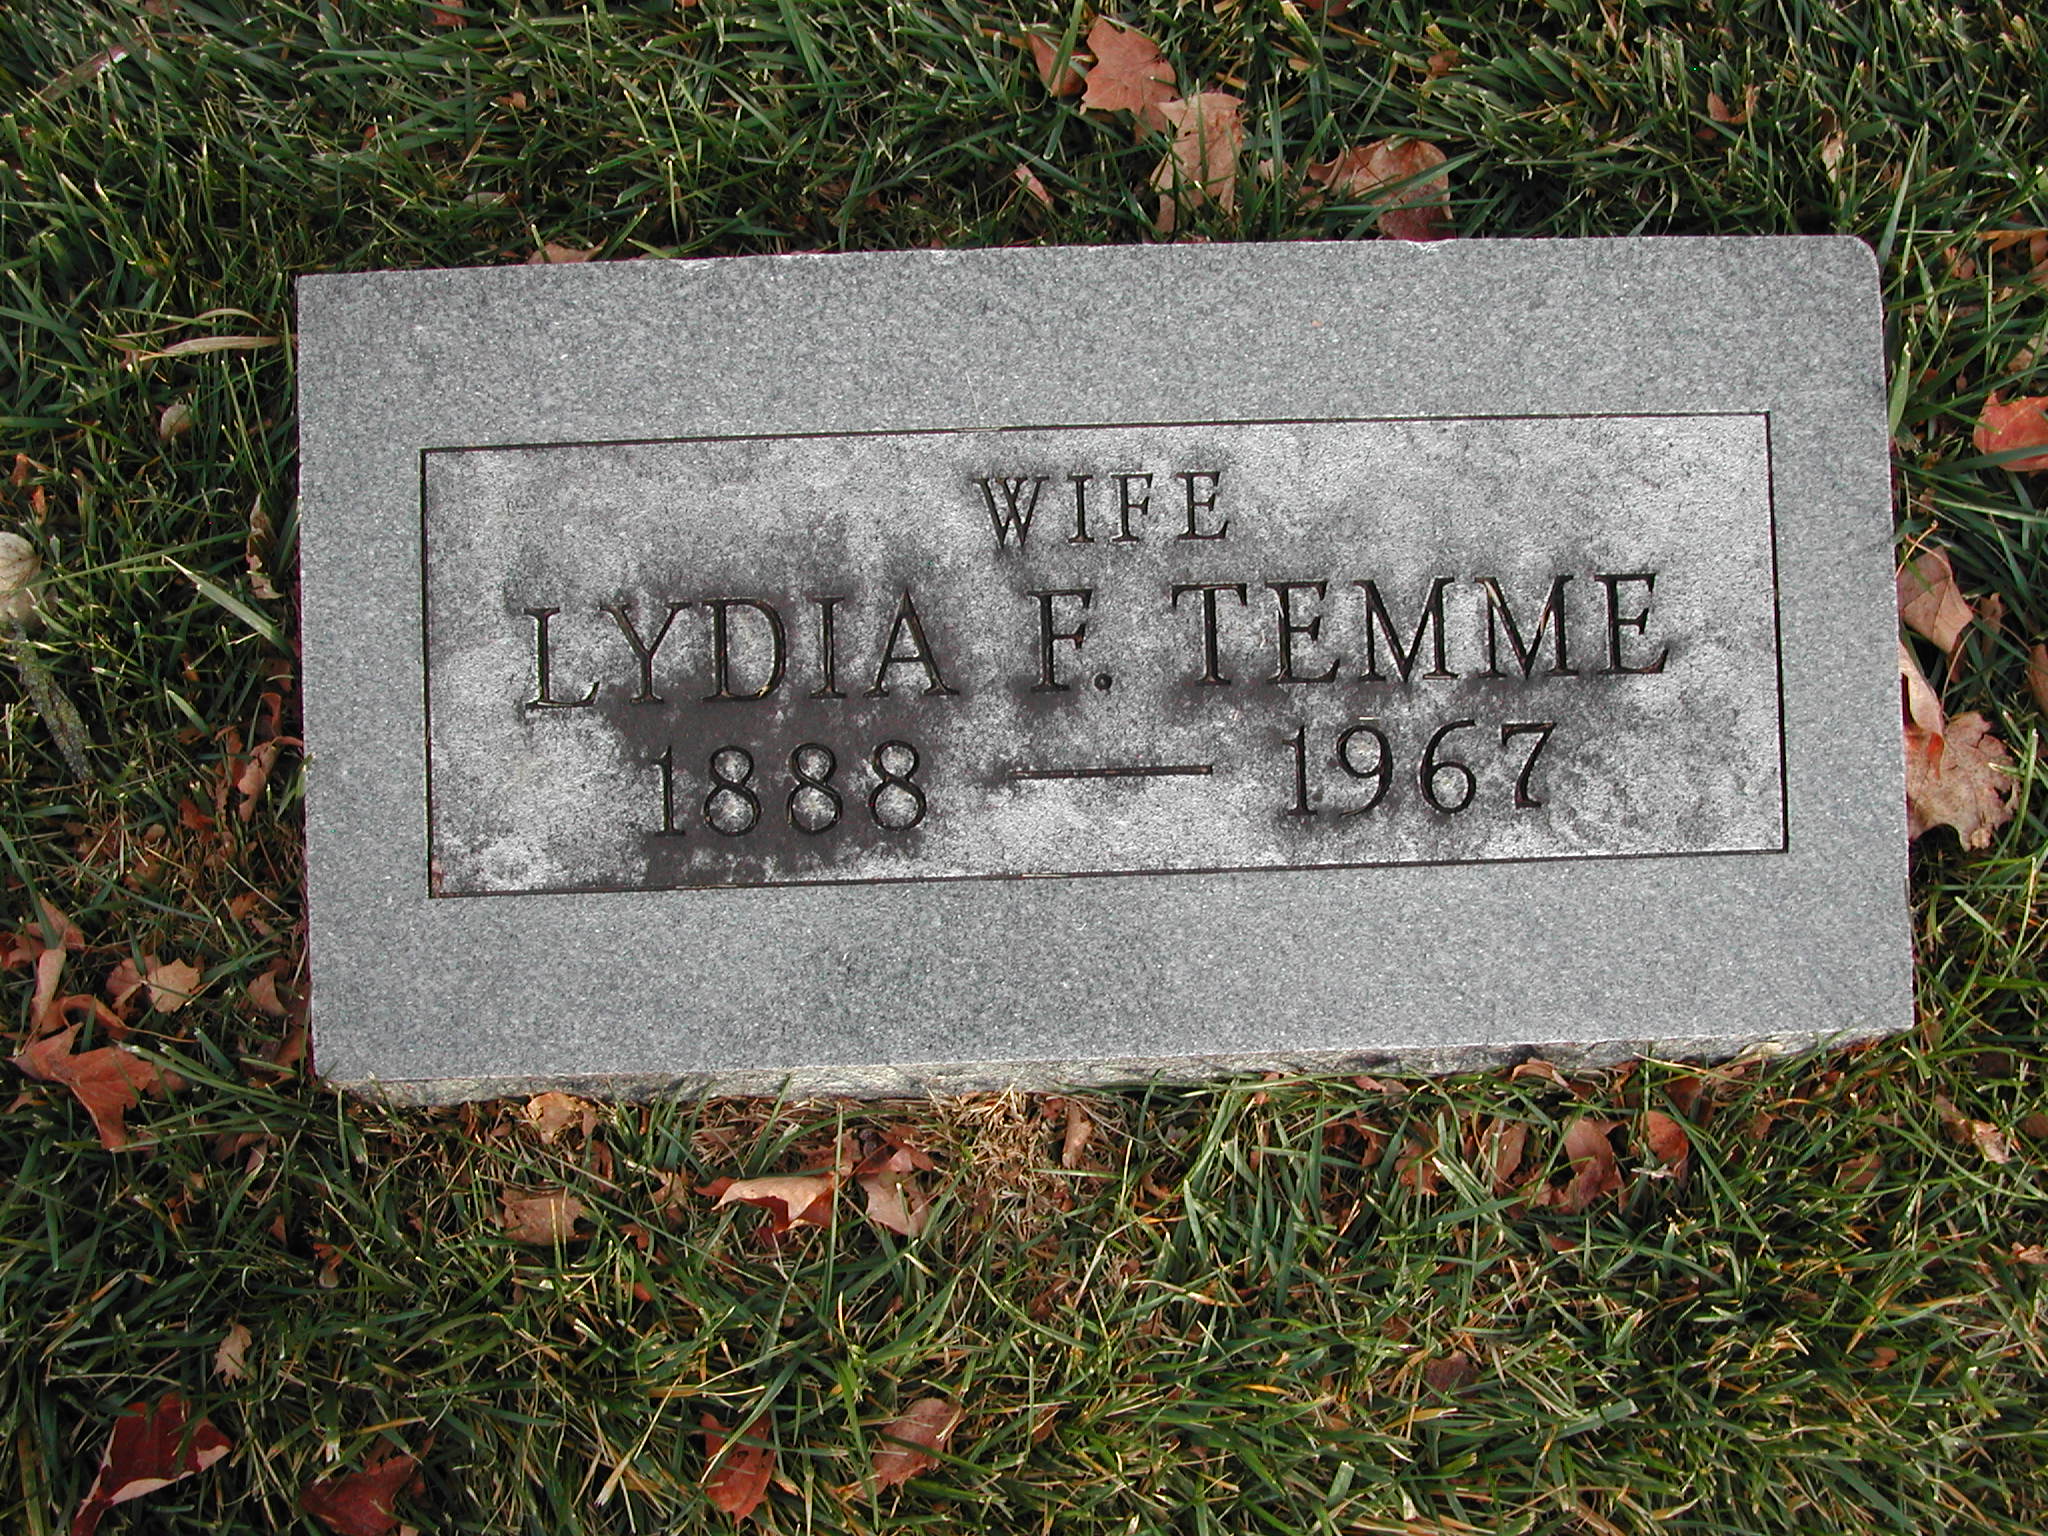 WIFE
LYDIA F. TEMME
1888 — 1967